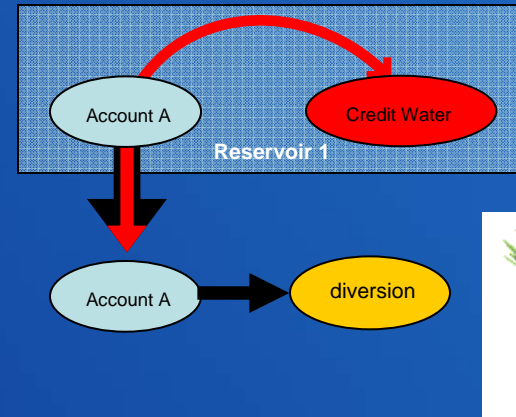 Account A
Credit Water
Reservoir 1
Account A
diversion